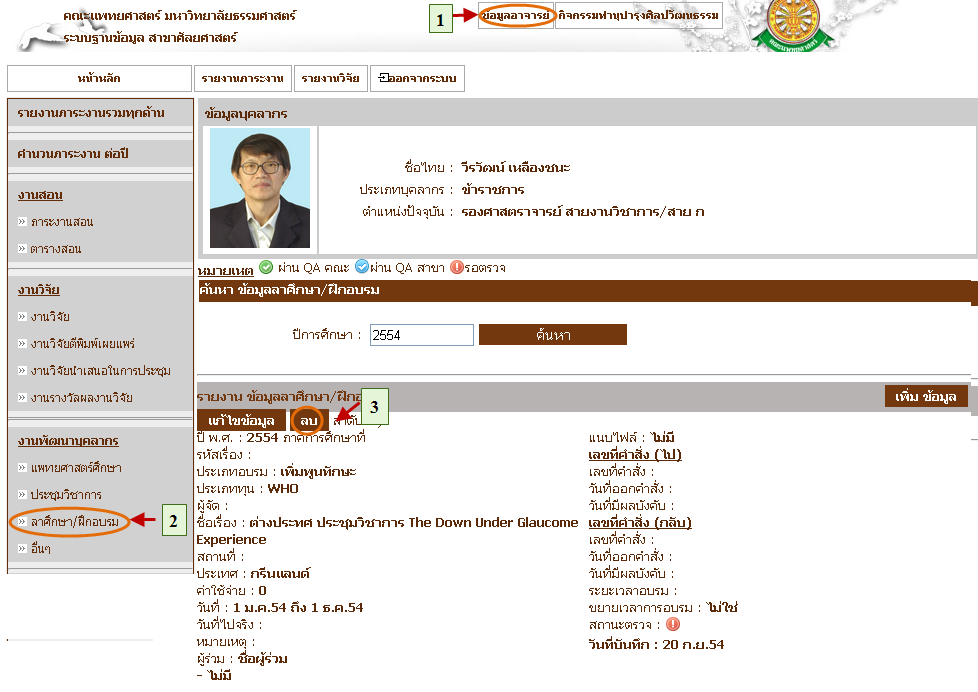 คณะแพทยศาสตร์ มหาวิทยาลัยธรรมศาสตร์
ระบบฐานข้อมูล สาขาศัลยศาสตร์
1
ข้อมูลอาจารย์ กิจกรรมทำนุบำรุงศิลปวัฒนธรรม
หน้าหลัก รายงานภาระงาน รายงานวิจัย ออกจากระบบ
รายงานภาระงานรวมทุกด้าน
คำนวนภาระงาน ต่อปี
งานสอน
» ภาระงานสอน
» ตารางสอน
งานวิจัย
» งานวิจัย
» งานวิจัยตีพิมพ์เผยแพร่
» งานวิจัยนำเสนอในการประชุม
» งานรางวัลผลงานวิจัย
งานพัฒนาบุคลากร
» แพทยศาสตร์ศึกษา
» ประชุมวิชาการ
» ลาศึกษา/ฝึกอบรม
2
» อื่นๆ
ข้อมูลบุคลากร
ชื่อไทย : วีรวัฒน์ เหลืองชนะ
ประเภทบุคลากร : ข้าราชการ
ตำแหน่งปัจจุบัน : รองศาสตราจารย์ สายงานวิชาการ/สาย ก
หมายเหตุ ผ่าน QA คณะ ผ่าน QA สาขา รอตรวจ
ค้นหา ข้อมูลลาศึกษา/ฝึกอบรม
ปีการศึกษา : 2554 ค้นหา
รายงาน ข้อมูลลาศึกษา/ฝึกอ
3
เพิ่ม ข้อมูล
แก้ไขข้อมูล ลบ ลำดับ
ปี พ.ศ. : 2554 ภาคการศึกษาที่
รหัสเรื่อง :
ประเภทอบรม : เพิ่มพูนทักษะ
ประเภททุน : WHO
ผู้จัด :
ชื่อเรื่อง : ต่างประเทศ ประชุมวิชาการ The Down Under Glaucome
Experience
สถานที่ :
ประเทศ : กรีนแลนด์
ค่าใช้จ่าย : 0
วันที่ : 1 ม.ค.54 ถึง 1 ธ.ค.54
วันที่ไปจริง :
หมายเหตุ :
ผู้ร่วม : ชื่อผู้ร่วม
- ไม่มี
แนบไฟล์ : ไม่มี
เลขที่คำสั่ง (ไป)
เลขที่คำสั่ง :
วันที่ออกคำสั่ง :
วันที่มีผลบังคับ :
เลขที่คำสั่ง (กลับ)
เลขที่คำสั่ง :
วันที่ออกคำสั่ง :
วันที่มีผลบังคับ :
ระยะเวลาอบรม :
ขยายเวลาการอบรม : ไม่ใช่
สถานะตรวจ :
วันที่บันทึก : 20 ก.ย.54